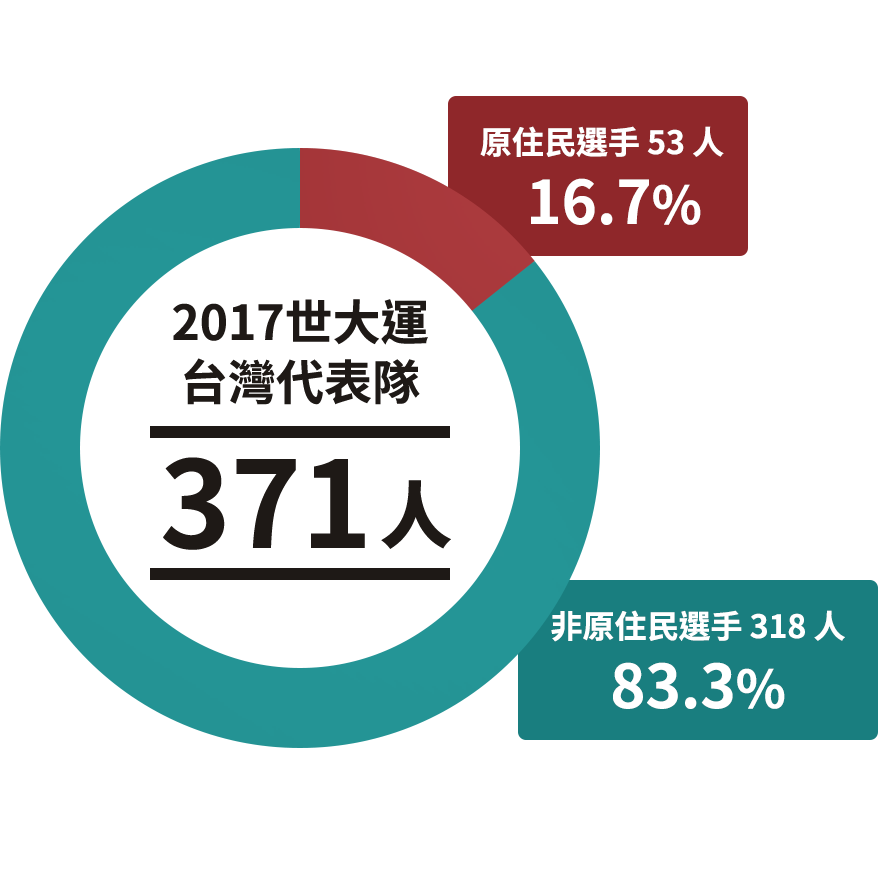 原住民選手 53 人
16.7%
2017世大運
台灣代表隊
371人
非原住民選手 318 人
83.3%